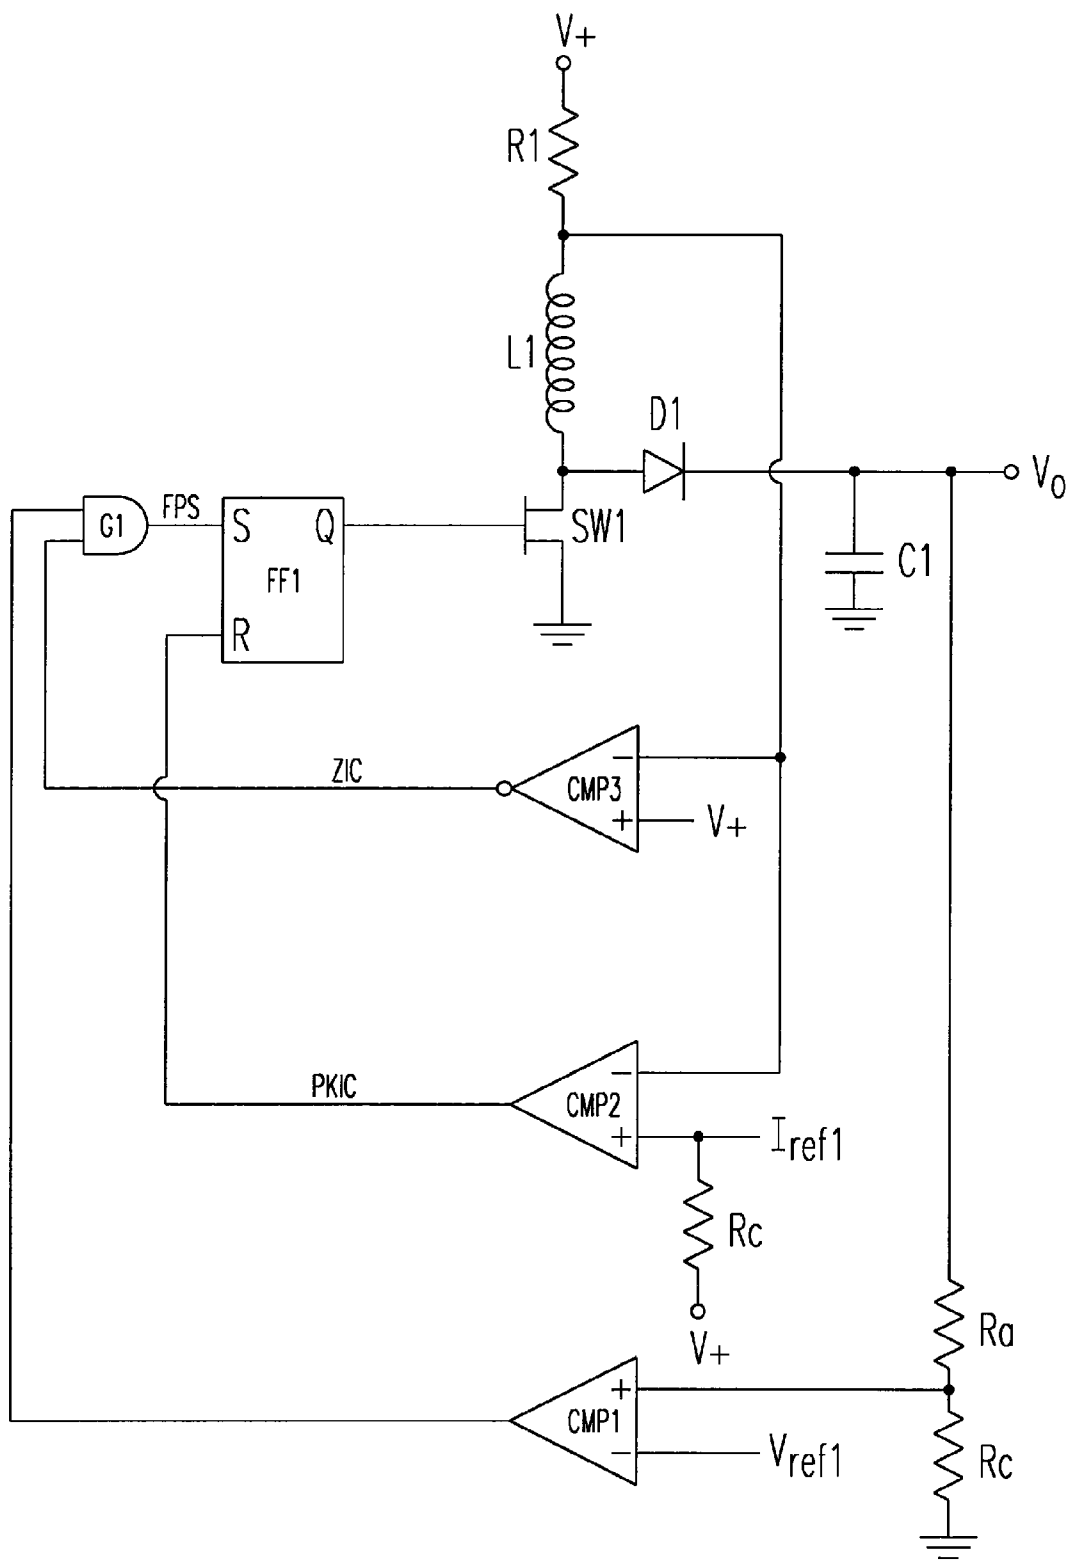 V+
R1
L1
D1
Vo
G1
FPS
S
Q
SW1
C1
FF1
R
ZIC
CMP3
−
+
V+
PKIC
CMP2
−
+
Iref1
Rc
V+
Ra
CMP1
+
−
Vref1
Rc